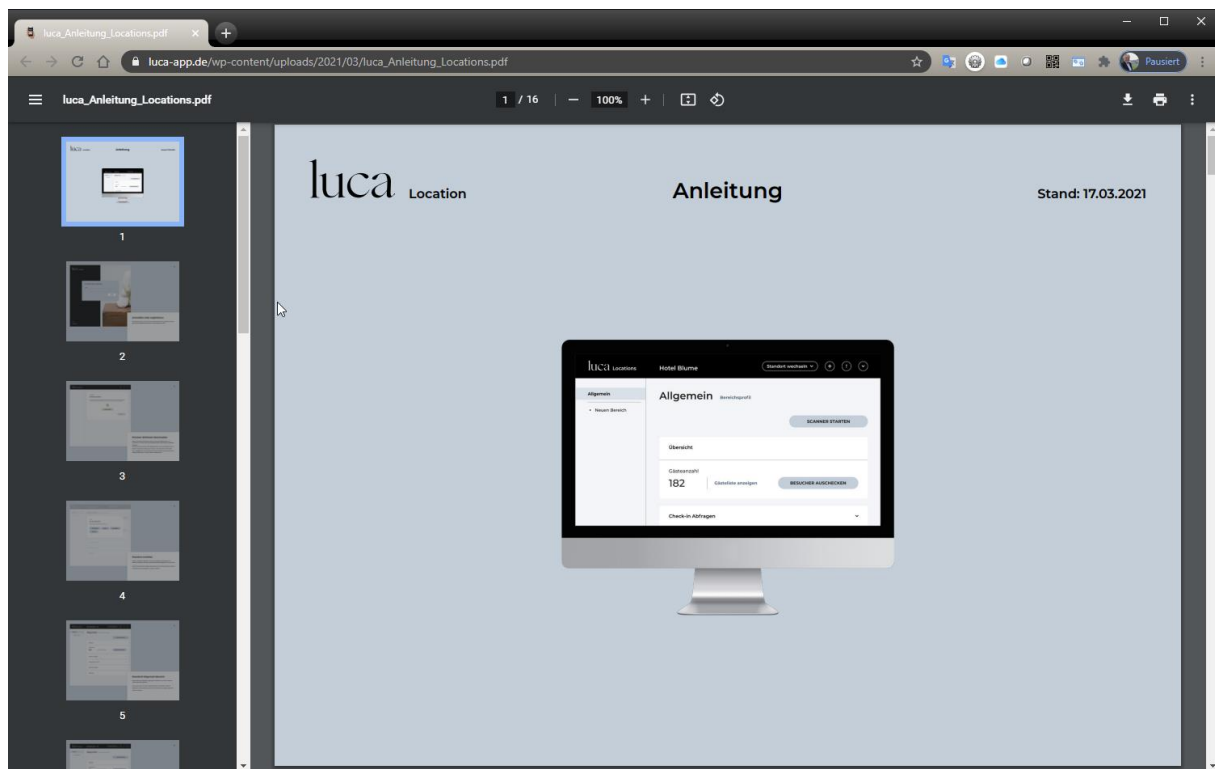 luca_Anleitung_Locations.pdf
luca-app.de/wp-content/uploads/2021/03/luca_Anleitung_Locations.pdf
Pausiert
luca_Anleitung_Locations.pdf
1 / 16
100%
1
2
3
4
5
luca Location
Anleitung
Stand: 17.03.2021
luca Locations
Hotel Blume
Standort wechseln
Allgemein
+ Neuen Bereich
Allgemein Bereichsprofil
SCANNER STARTEN
Übersicht
Gästeanzahl
182
Gästeliste anzeigen
BESUCHER AUSCHECKEN
Check-in Abfragen